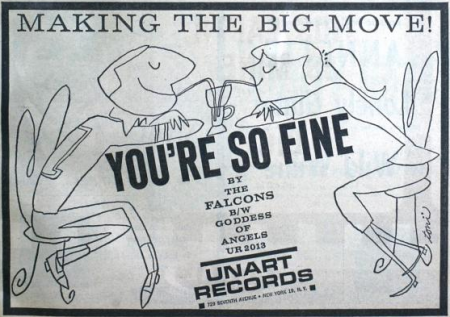 MAKING THE BIG MOVE!
YOU'RE SO FINE
BY
THE
FALCONS
B/W
GODDESS
OF
ANGELS
UR 2013
UNART
RECORDS
729 SEVENTH AVENUE • NEW YORK 19, N. Y.